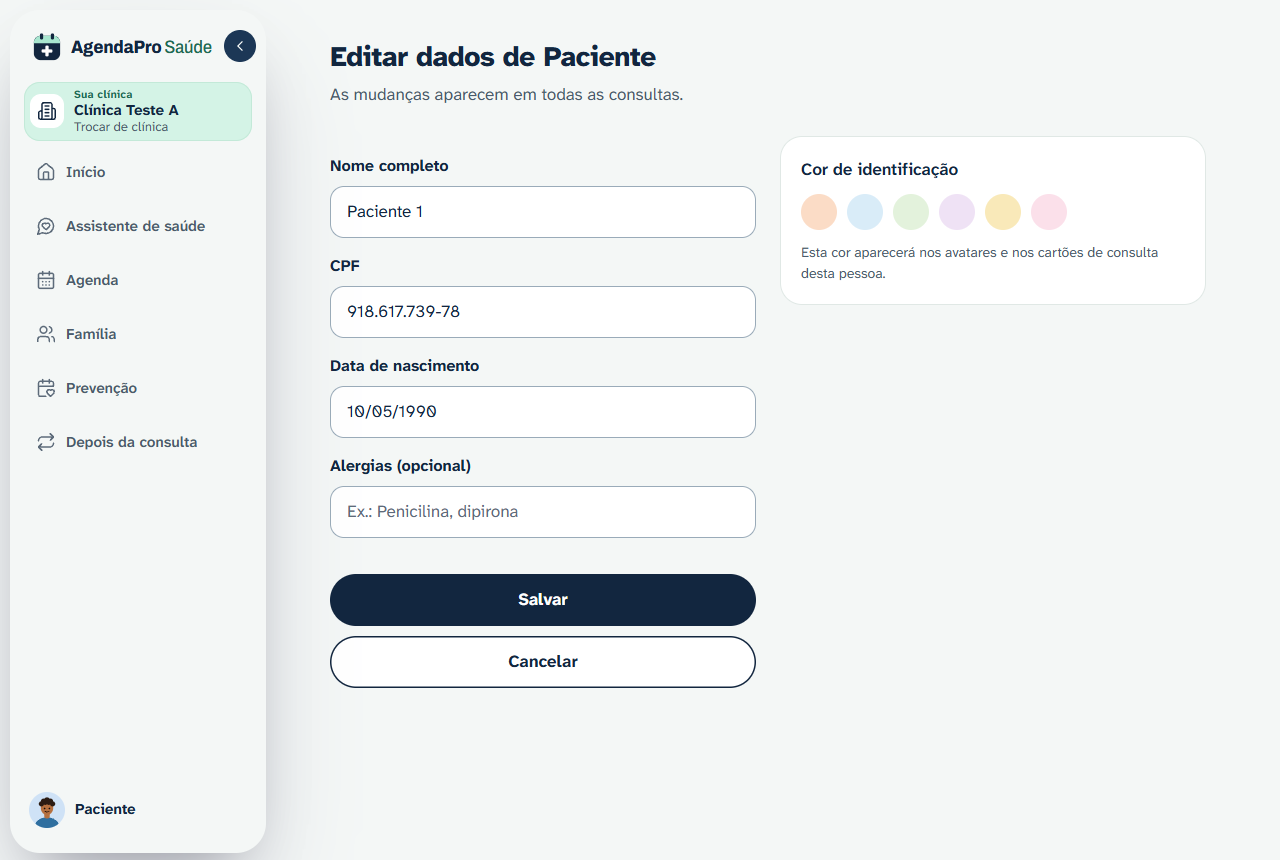 AgendaPro Saúde
Sua clínica
Clínica Teste A
Trocar de clínica
Início
Assistente de saúde
Agenda
Família
Prevenção
Depois da consulta
Paciente
Editar dados de Paciente
As mudanças aparecem em todas as consultas.
Nome completo
Paciente 1
CPF
918.617.739-78
Data de nascimento
10/05/1990
Alergias (opcional)
Ex.: Penicilina, dipirona
Salvar
Cancelar
Cor de identificação
Esta cor aparecerá nos avatares e nos cartões de consulta
desta pessoa.